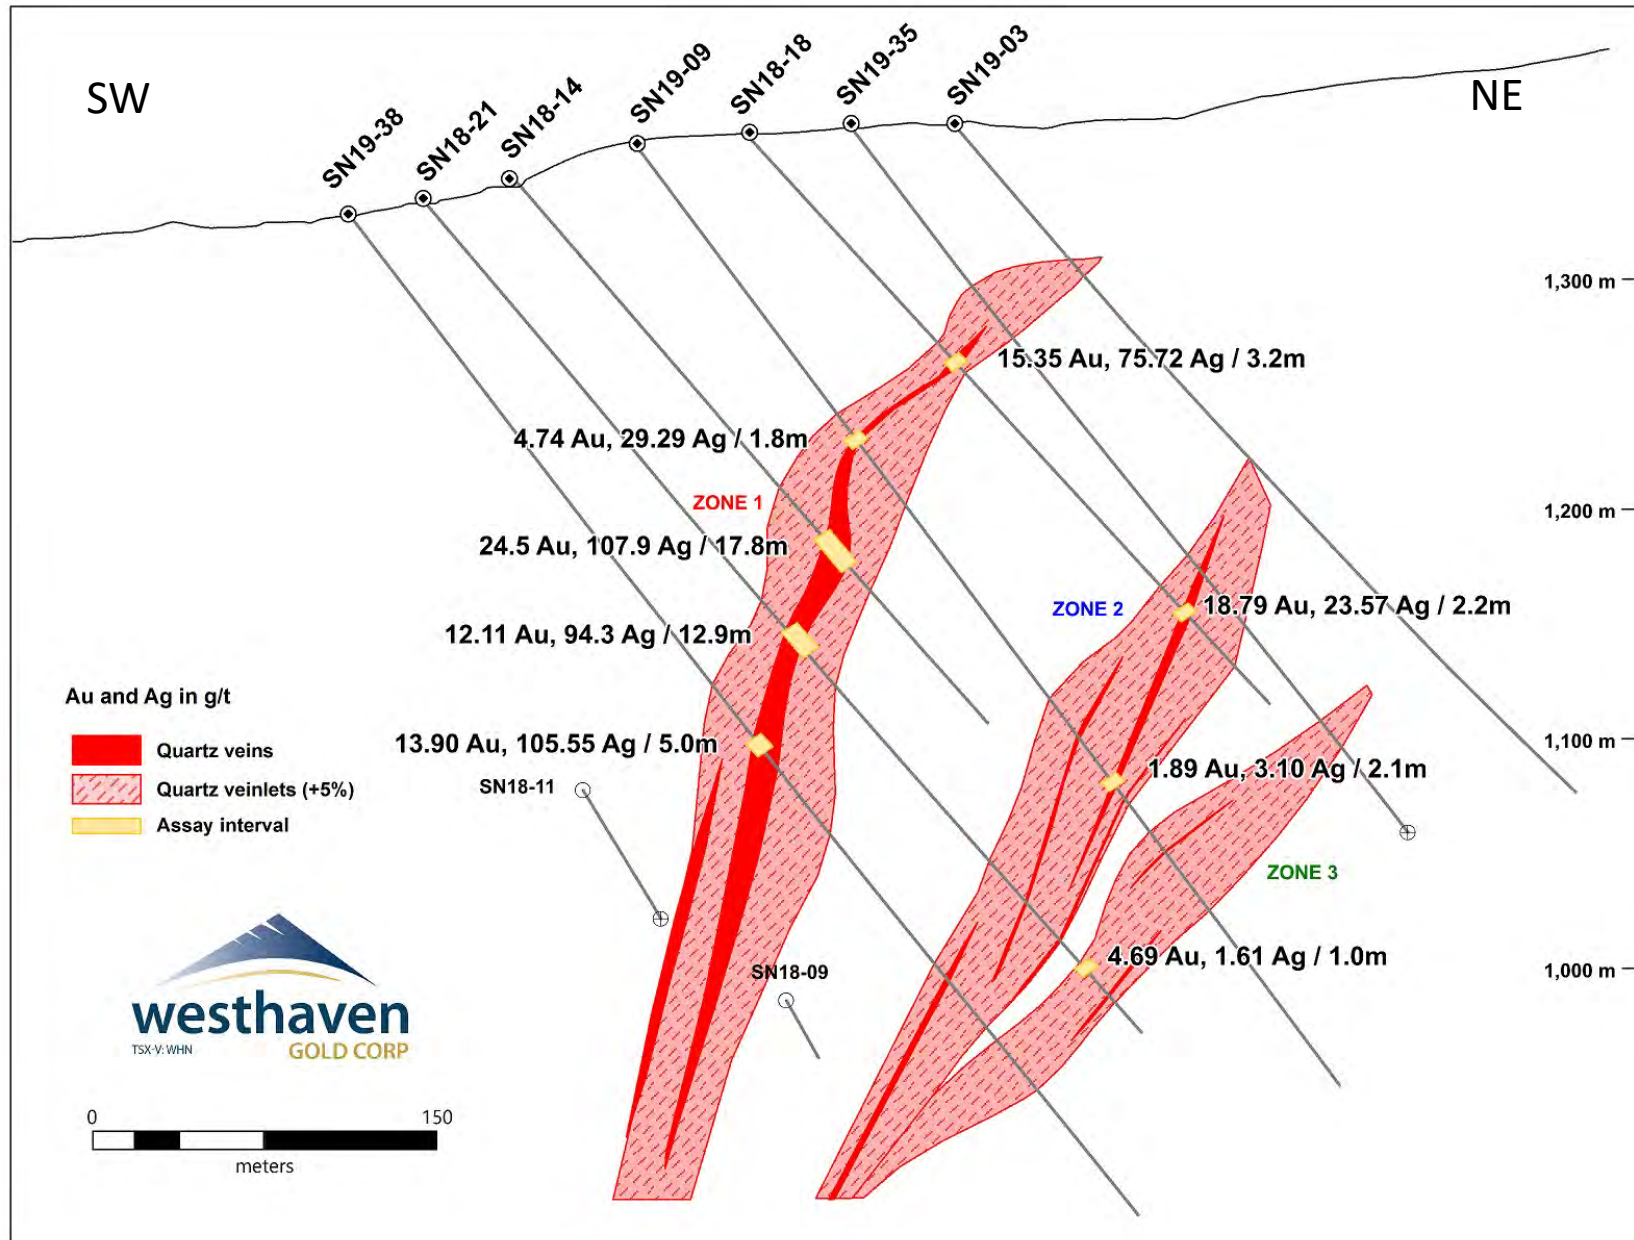 SW
NE
SN19-38
SN18-21
SN18-14
SN19-09
SN18-18
SN19-35
SN19-03
1,300 m
15.35 Au, 75.72 Ag / 3.2m
4.74 Au, 29.29 Ag / 1.8m
ZONE 1
1,200 m
24.5 Au, 107.9 Ag / 17.8m
ZONE 2
18.79 Au, 23.57 Ag / 2.2m
12.11 Au, 94.3 Ag / 12.9m
Au and Ag in g/t
Quartz veins
Quartz veinlets (+5%)
Assay interval
13.90 Au, 105.55 Ag / 5.0m
1,100 m
1.89 Au, 3.10 Ag / 2.1m
SN18-11
ZONE 3
4.69 Au, 1.61 Ag / 1.0m
1,000 m
SN18-09
westhaven
TSX-V: WHN
GOLD CORP
0 150
meters